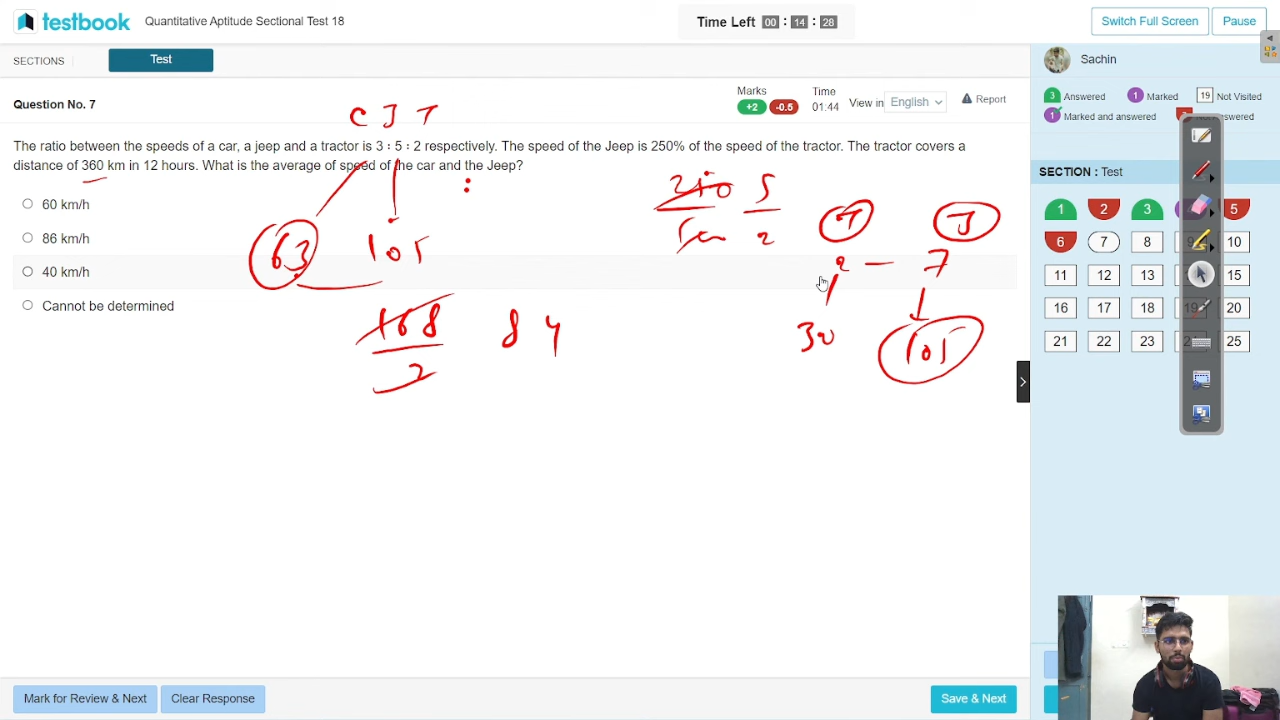 testbook Quantitative Aptitude Sectional Test 18 Time Left 00 : 14 : 28 Switch Full Screen Pause
SECTIONS Test Sachin
Question No. 7 Marks +2 -0.5 Time 01:44 View in English Report
3 Answered 1 Marked 19 Not Visited
1 Marked and answered Not Answered
C J T
The ratio between the speeds of a car, a jeep and a tractor is 3 : 5 : 2 respectively. The speed of the Jeep is 250% of the speed of the tractor. The tractor covers a
distance of 360 km in 12 hours. What is the average of speed of the car and the Jeep?
60 km/h
86 km/h
40 km/h
Cannot be determined
63 105
168
2
84
250 5
100 2
T J
2 - 7
30 105
SECTION : Test
1 2 3 5
6 7 8 9 10
11 12 13 15
16 17 18 19 20
21 22 23 25
Mark for Review & Next Clear Response Save & Next